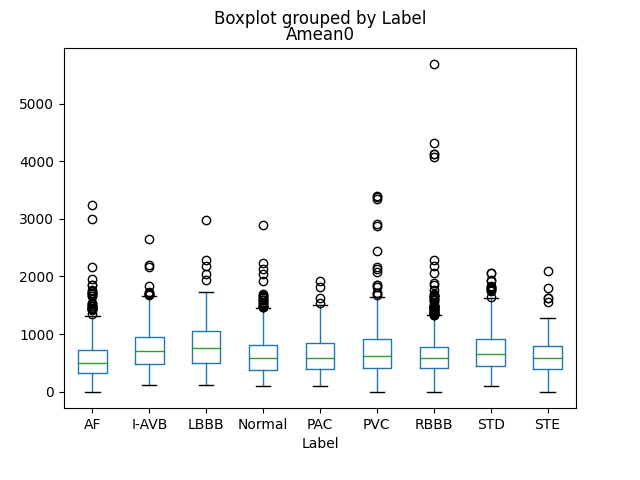 Boxplot grouped by Label
Amean0
5000
4000
3000
2000
1000
0
AF I-AVB LBBB Normal PAC PVC RBBB STD STE
Label